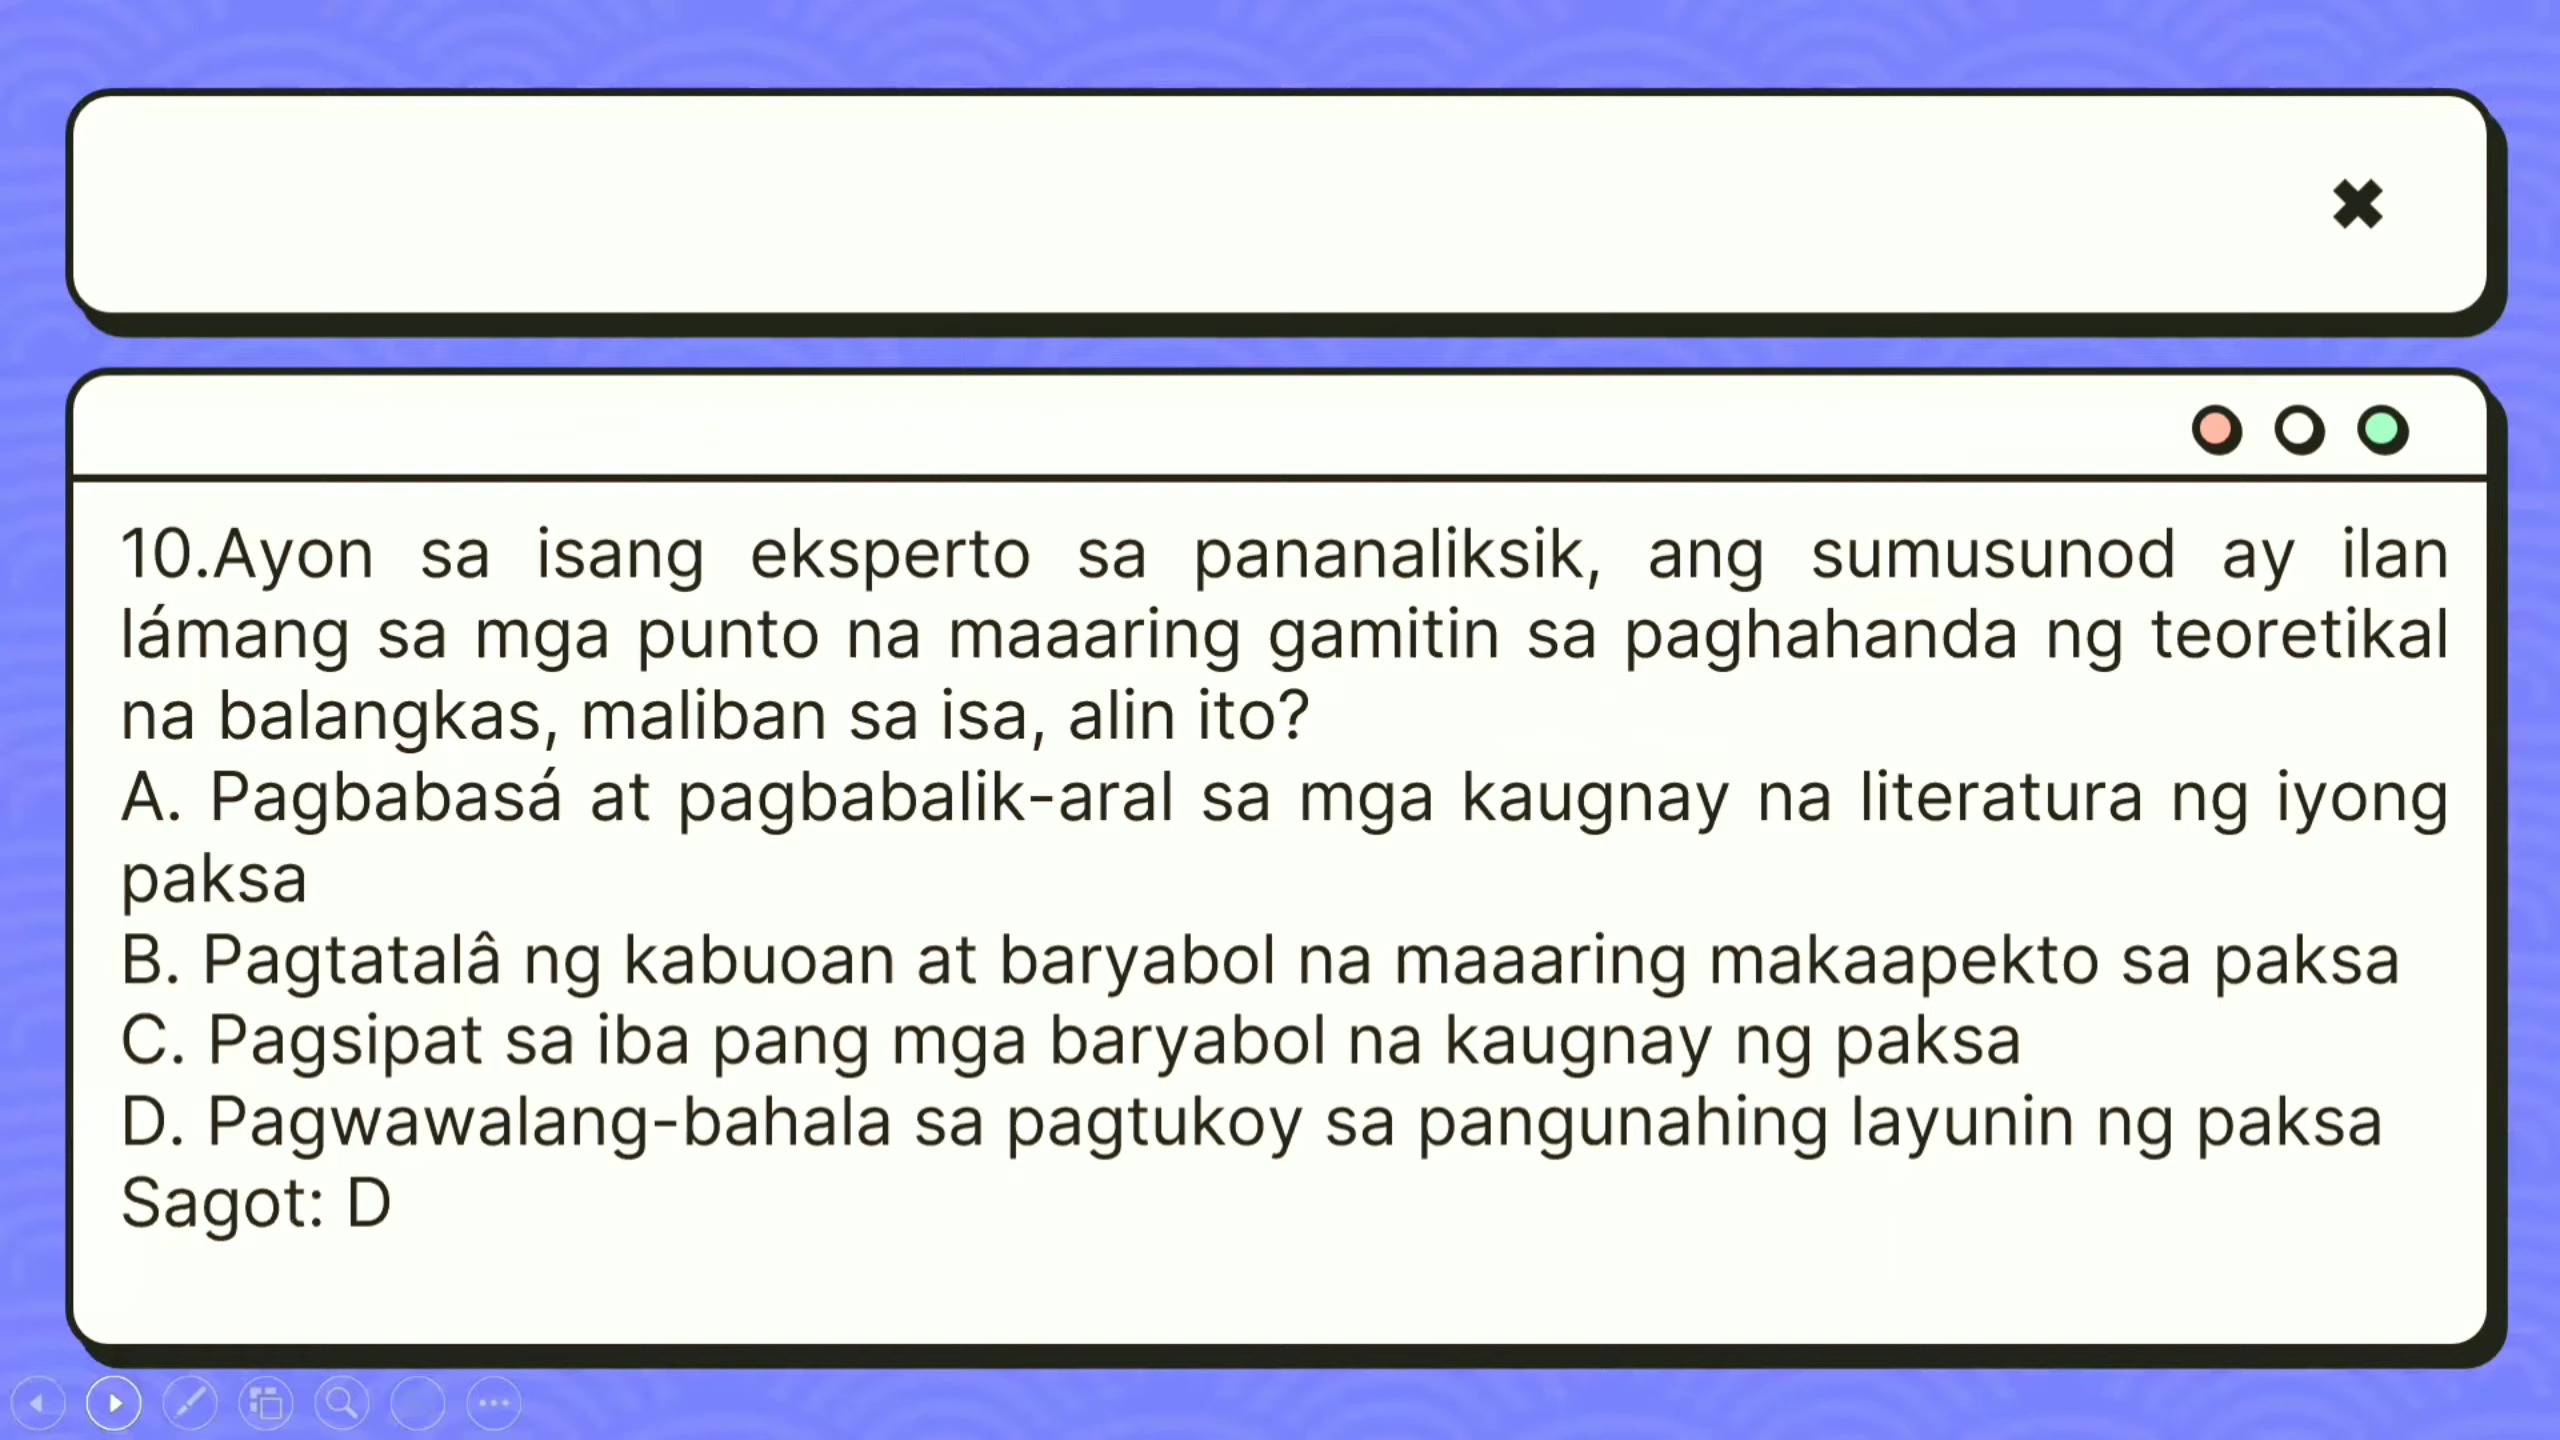 10.Ayon sa isang eksperto sa pananaliksik, ang sumusunod ay ilan
lámang sa mga punto na maaaring gamitin sa paghahanda ng teoretikal
na balangkas, maliban sa isa, alin ito?
A. Pagbabasá at pagbabalik-aral sa mga kaugnay na literatura ng iyong
paksa
B. Pagtatalâ ng kabuoan at baryabol na maaaring makaapekto sa paksa
C. Pagsipat sa iba pang mga baryabol na kaugnay ng paksa
D. Pagwawalang-bahala sa pagtukoy sa pangunahing layunin ng paksa
Sagot: D